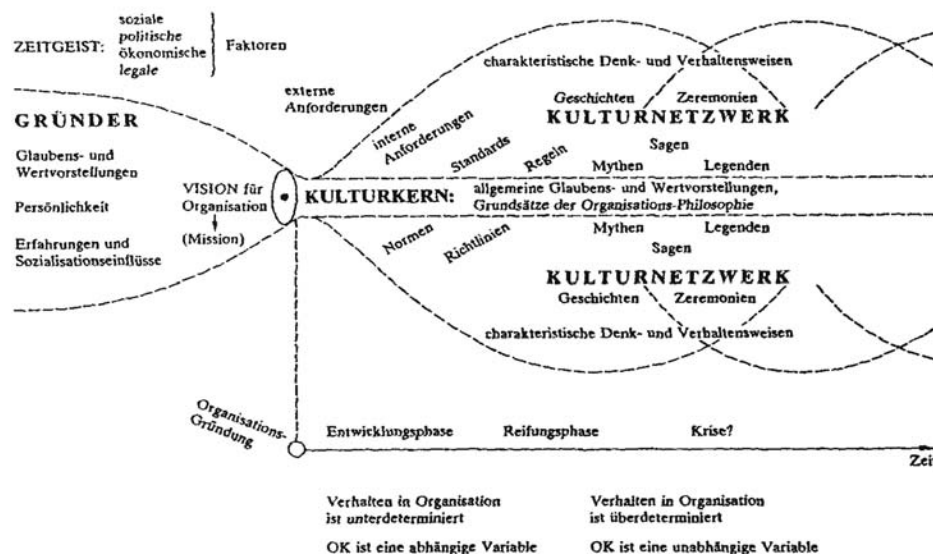 ZEITGEIST:
soziale
politische
ökonomische
legale
Faktoren
GRÜNDER
Glaubens- und
Wertvorstellungen
Persönlichkeit
Erfahrungen und
Sozialisationseinflüsse
VISION für
Organisation
(Mission)
externe
Anforderungen
interne
Anforderungen
Standards
Regeln
charakteristische Denk- und Verhaltensweisen
Geschichten Zeremonien
KULTURNETZWERK
Sagen
Mythen Legenden
KULTURKERN:
allgemeine Glaubens- und Wertvorstellungen,
Grundsätze der Organisations-Philosophie
Normen
Richtlinien
Mythen Legenden
Sagen
KULTURNETZWERK
Geschichten Zeremonien
charakteristische Denk- und Verhaltensweisen
Organisations-
Gründung
Entwicklungsphase Reifungsphase Krise?
Zeit
Verhalten in Organisation
ist unterdeterminiert
OK ist eine abhängige Variable
Verhalten in Organisation
ist überdeterminiert
OK ist eine unabhängige Variable